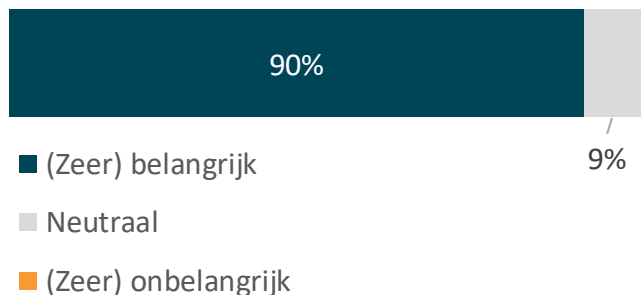 90%
9%
(Zeer) belangrijk
Neutraal
(Zeer) onbelangrijk